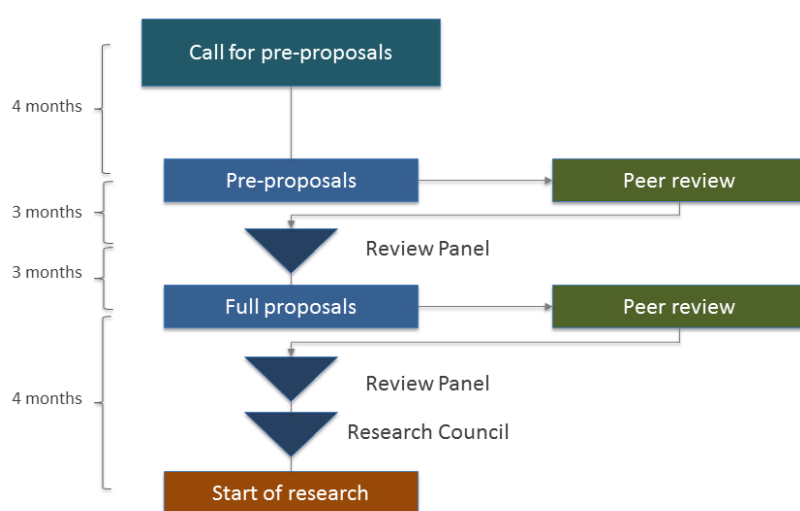 Call for pre-proposals
4 months
Pre-proposals
Peer review
3 months
Review Panel
3 months
Full proposals
Peer review
Review Panel
4 months
Research Council
Start of research